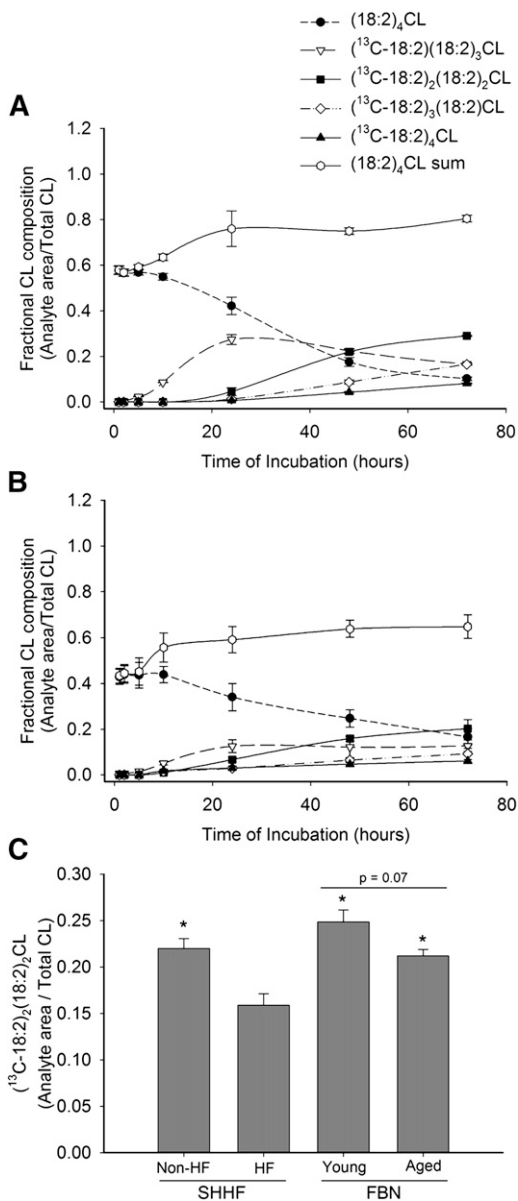 (18:2)₄CL
(¹³C-18:2)(18:2)₃CL
(¹³C-18:2)₂(18:2)₂CL
(¹³C-18:2)₃(18:2)CL
(¹³C-18:2)₄CL
(18:2)₄CL sum
A
Fractional CL composition
(Analyte area/Total CL)
1.2
1.0
0.8
0.6
0.4
0.2
0.0
0 20 40 60 80
Time of Incubation (hours)
B
Fractional CL composition
(Analyte area/Total CL)
1.2
1.0
0.8
0.6
0.4
0.2
0.0
0 20 40 60 80
Time of Incubation (hours)
C
(¹³C-18:2)₂(18:2)₂CL
(Analyte area / Total CL)
0.30
0.25
0.20
0.15
0.10
0.05
0.00
p = 0.07
* * *
Non-HF HF Young Aged
SHHF FBN